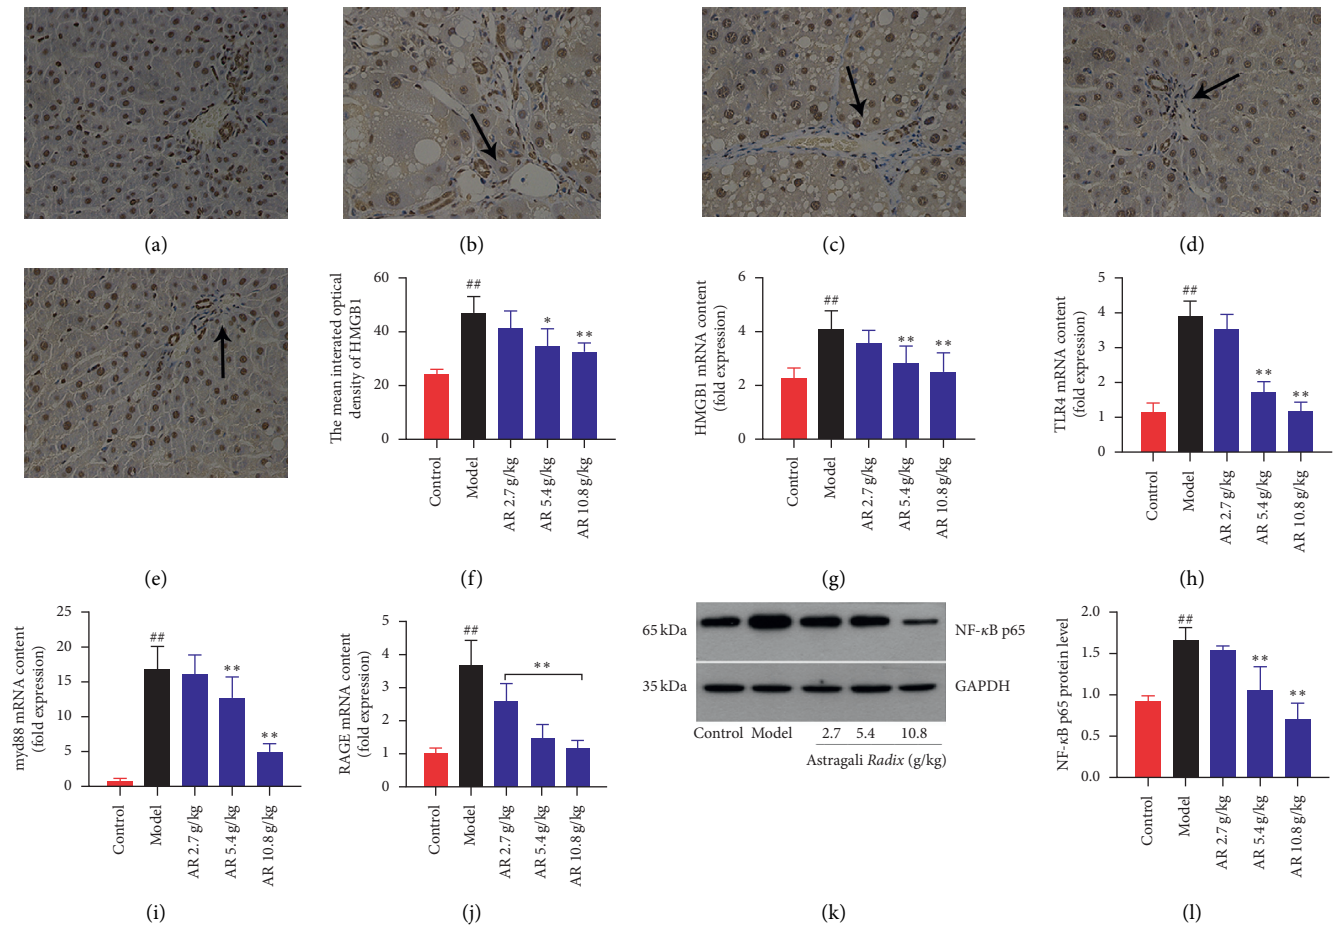 (a)
(b)
(c)
(d)
(e)
The mean interated optical
density of HMGB1
60
40
20
0
##
*
**
Control
Model
AR 2.7 g/kg
AR 5.4 g/kg
AR 10.8 g/kg
(f)
HMGB1 mRNA content
(fold expression)
6
4
2
0
##
**
**
Control
Model
AR 2.7 g/kg
AR 5.4 g/kg
AR 10.8 g/kg
(g)
TLR4 mRNA content
(fold expression)
5
4
3
2
1
0
##
**
**
Control
Model
AR 2.7 g/kg
AR 5.4 g/kg
AR 10.8 g/kg
(h)
myd88 mRNA content
(fold expression)
25
20
15
10
5
0
##
**
**
Control
Model
AR 2.7 g/kg
AR 5.4 g/kg
AR 10.8 g/kg
(i)
RAGE mRNA content
(fold expression)
5
4
3
2
1
0
##
**
Control
Model
AR 2.7 g/kg
AR 5.4 g/kg
AR 10.8 g/kg
(j)
65 kDa
NF-κB p65
35 kDa
GAPDH
Control Model 2.7 5.4 10.8
Astragali Radix (g/kg)
(k)
NF-κB p65 protein level
2.0
1.5
1.0
0.5
0.0
##
**
**
Control
Model
AR 2.7 g/kg
AR 5.4 g/kg
AR 10.8 g/kg
(l)